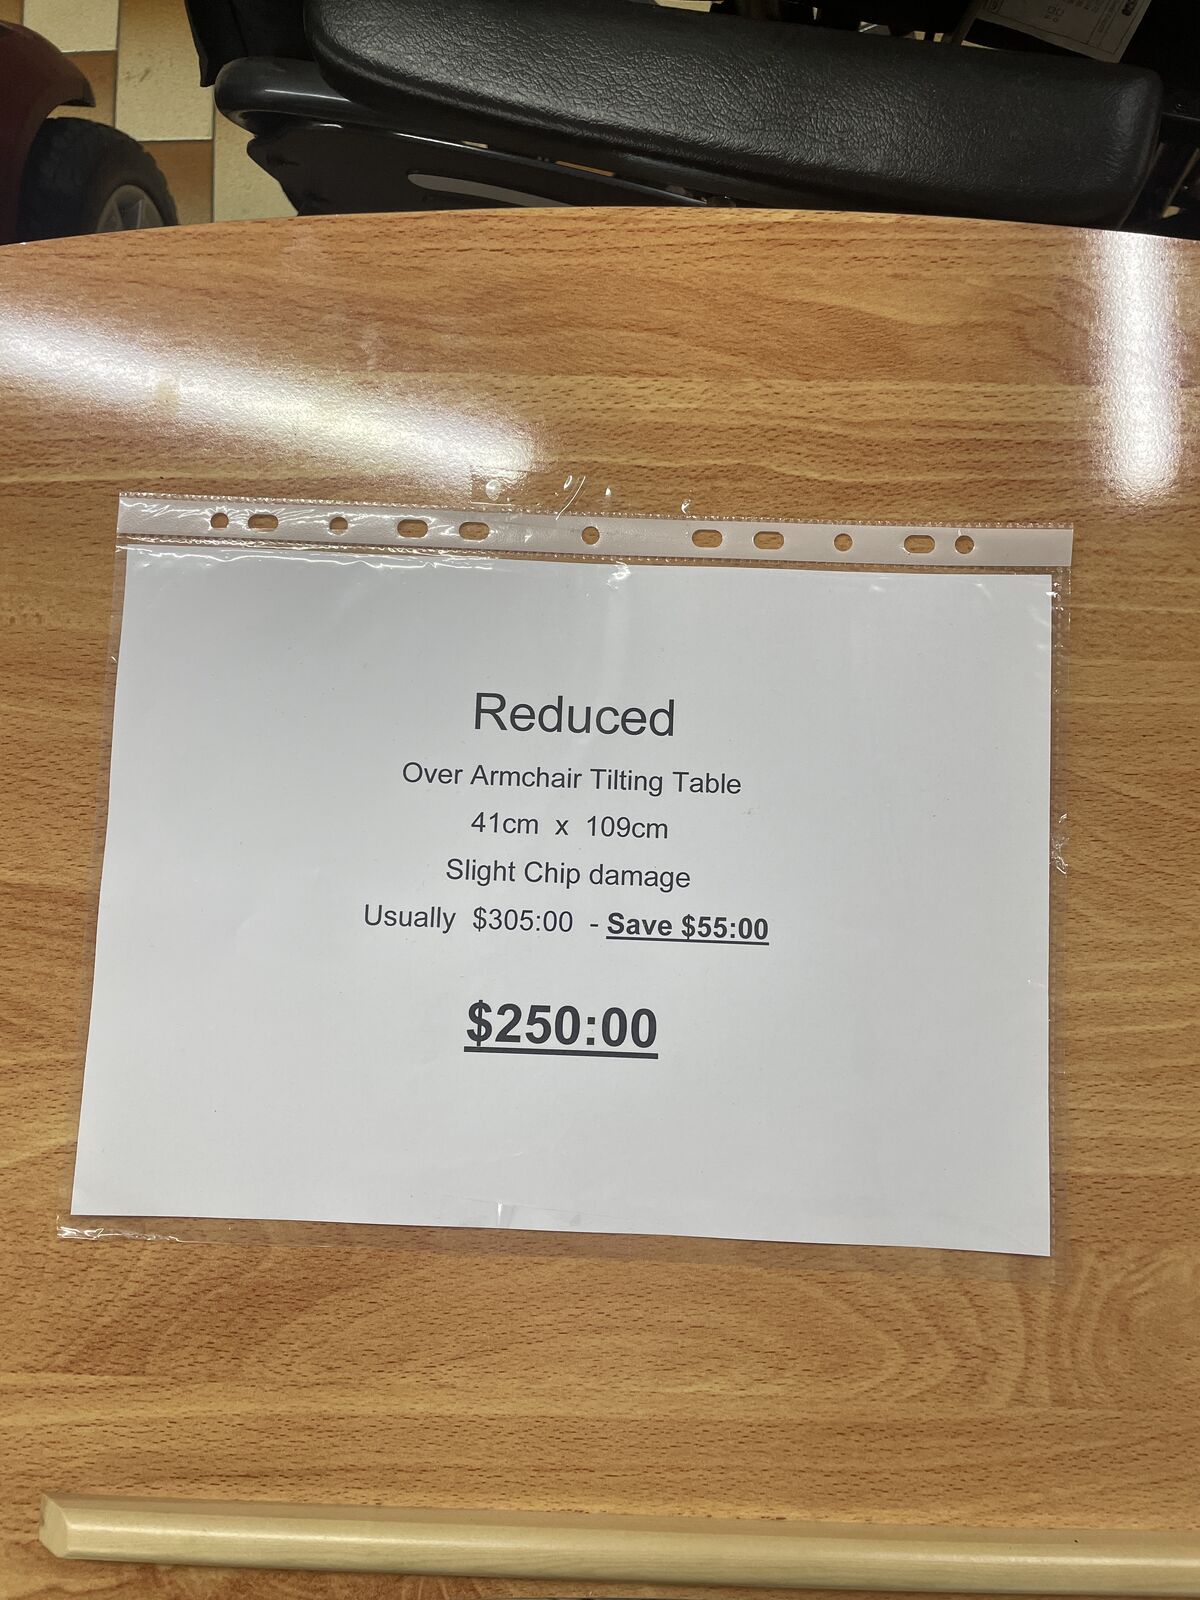 Reduced
Over Armchair Tilting Table
41cm x 109cm
Slight Chip damage
Usually $305:00 - Save $55:00
$250:00